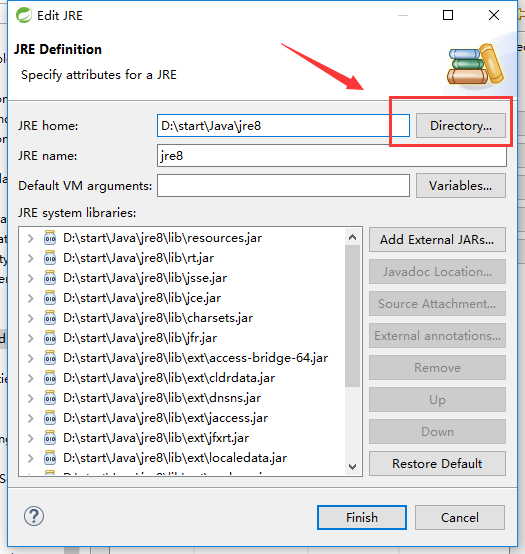 Edit JRE
JRE Definition
Specify attributes for a JRE
JRE home:
D:\start\Java\jre8
Directory...
JRE name:
jre8
Default VM arguments:
Variables...
JRE system libraries:
D:\start\Java\jre8\lib\resources.jar
D:\start\Java\jre8\lib\rt.jar
D:\start\Java\jre8\lib\jsse.jar
D:\start\Java\jre8\lib\jce.jar
D:\start\Java\jre8\lib\charsets.jar
D:\start\Java\jre8\lib\jfr.jar
D:\start\Java\jre8\lib\ext\access-bridge-64.jar
D:\start\Java\jre8\lib\ext\cldrdata.jar
D:\start\Java\jre8\lib\ext\dnsns.jar
D:\start\Java\jre8\lib\ext\jaccess.jar
D:\start\Java\jre8\lib\ext\jfxrt.jar
D:\start\Java\jre8\lib\ext\localedata.jar
Add External JARs...
Javadoc Location...
Source Attachment...
External annotations...
Remove
Up
Down
Restore Default
?
Finish
Cancel